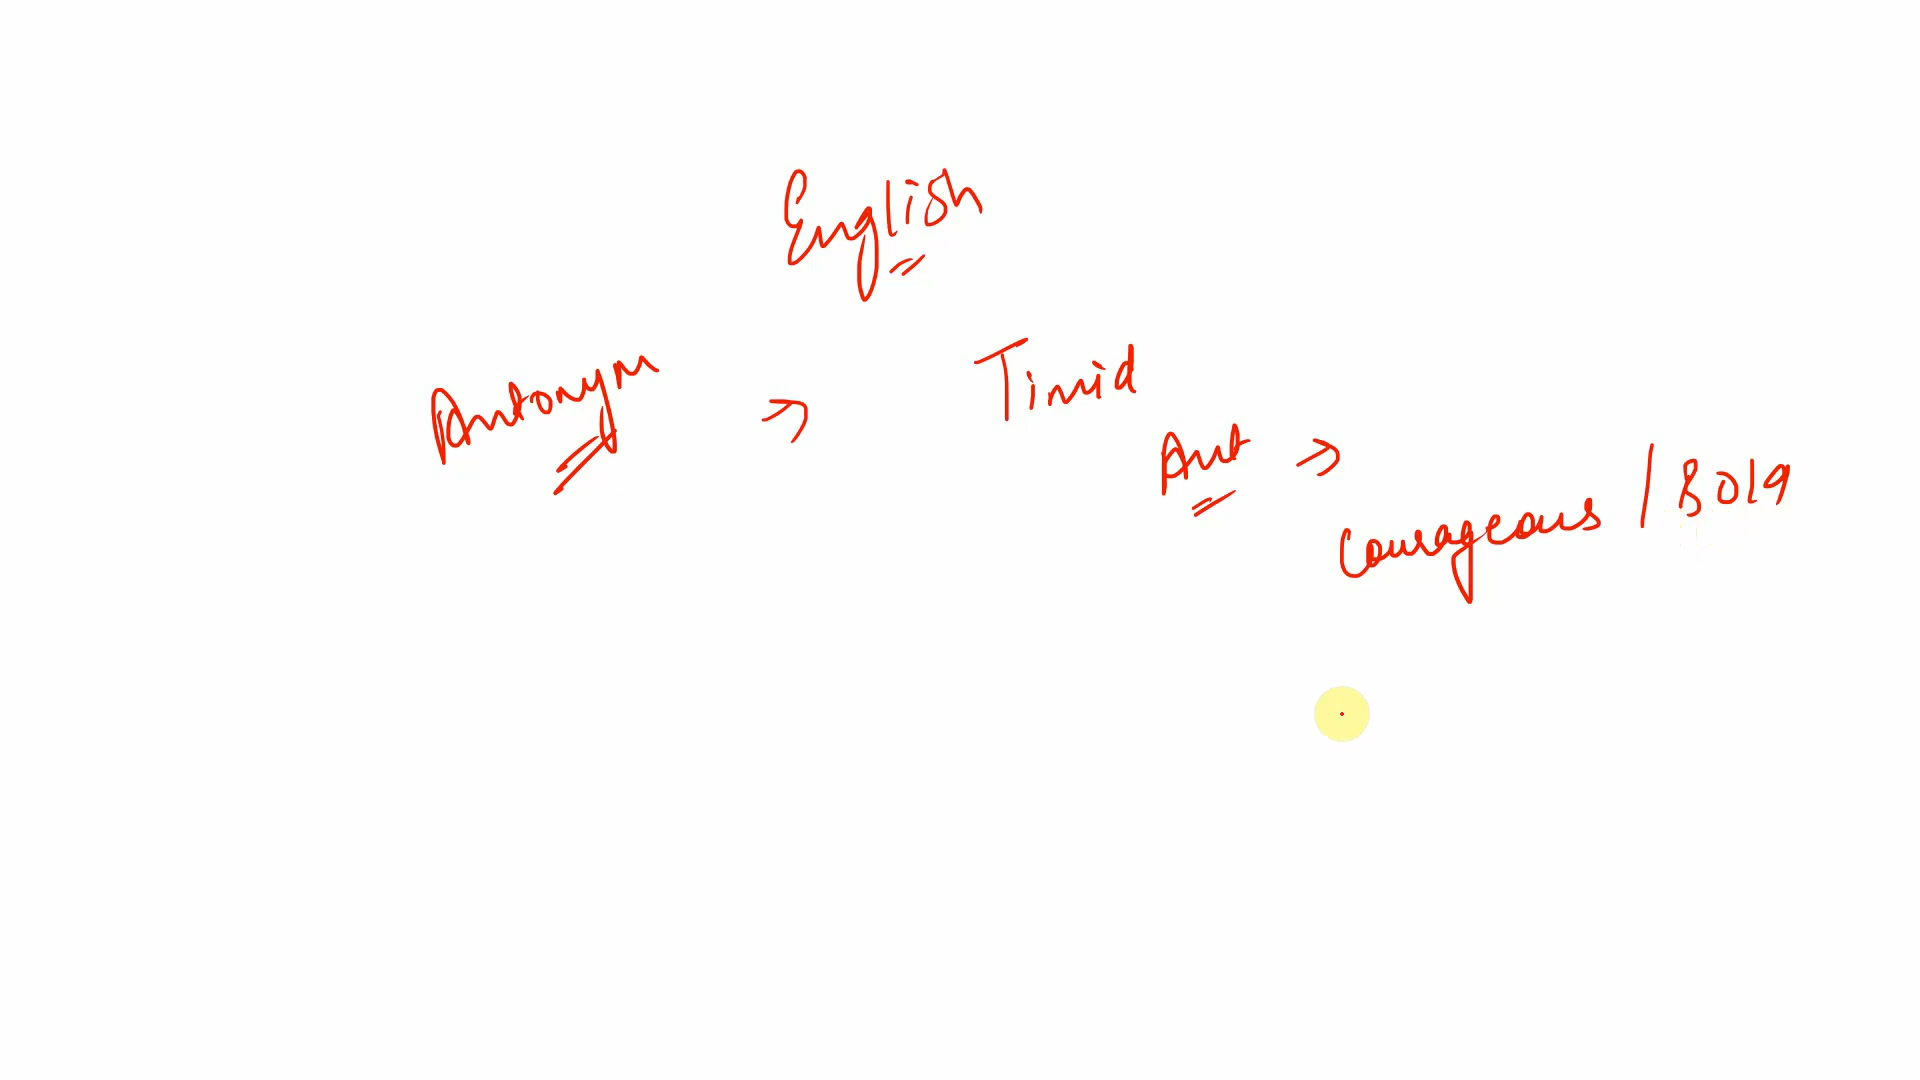 English
Antonym → Timid
Ant → Courageous / Bold